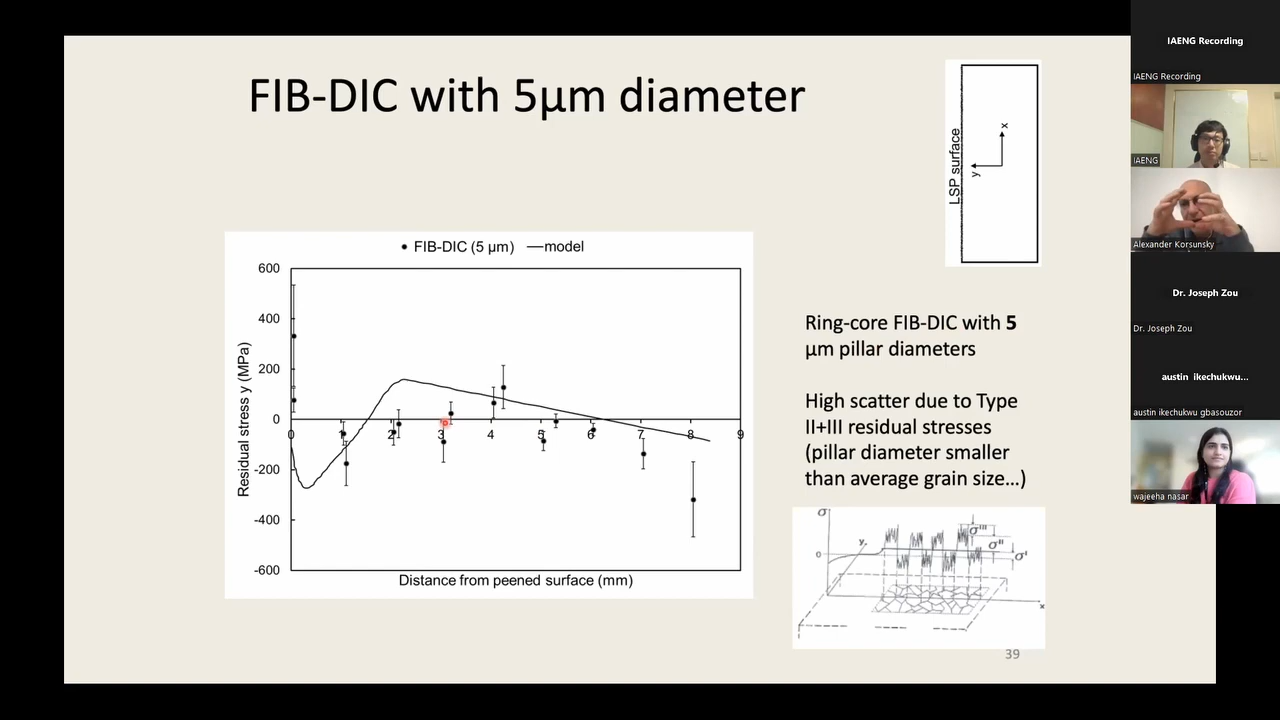 FIB-DIC with 5µm diameter
LSP surface
x
y
• FIB-DIC (5 µm) —model
Residual stress y (MPa)
600
400
200
0
-200
-400
-600
0 1 2 3 4 5 6 7 8 9
Distance from peened surface (mm)
Ring-core FIB-DIC with 5
µm pillar diameters
High scatter due to Type
II+III residual stresses
(pillar diameter smaller
than average grain size…)
σ
y
0
σᴵᴵᴵ
σᴵᴵ
σᴵ
x
39
IAENG Recording
IAENG Recording
IAENG
Alexander Korsunsky
Dr. Joseph Zou
Dr. Joseph Zou
austin ikechukwu...
austin ikechukwu gbasouzor
wajeeha nasar